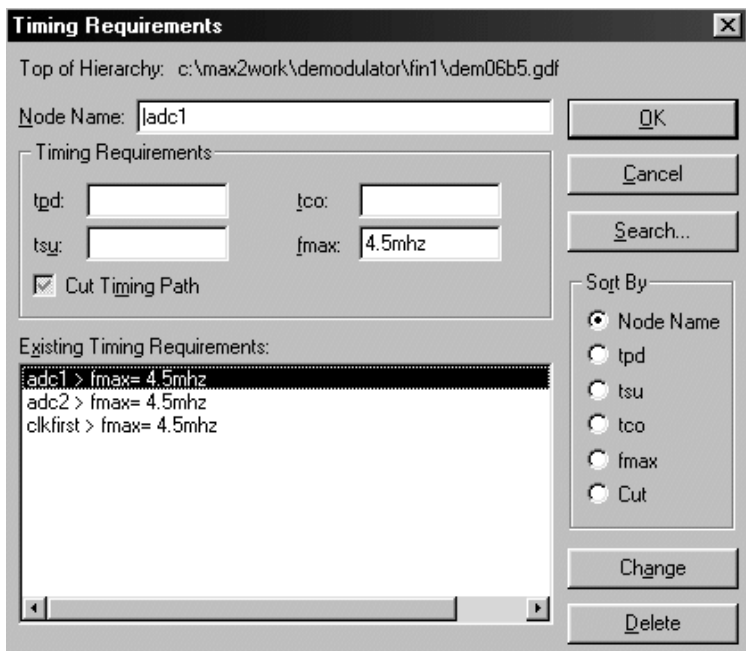 Timing Requirements
Top of Hierarchy: c:\max2work\demodulator\fin1\dem06b5.gdf
Node Name: |adc1
OK
Timing Requirements
Cancel
tpd:
tco:
Search...
tsu:
fmax: 4.5mhz
Cut Timing Path
Sort By
Node Name
Existing Timing Requirements:
tpd
adc1 > fmax= 4.5mhz
adc2 > fmax= 4.5mhz
tsu
clkfirst > fmax= 4.5mhz
tco
fmax
Cut
Change
Delete